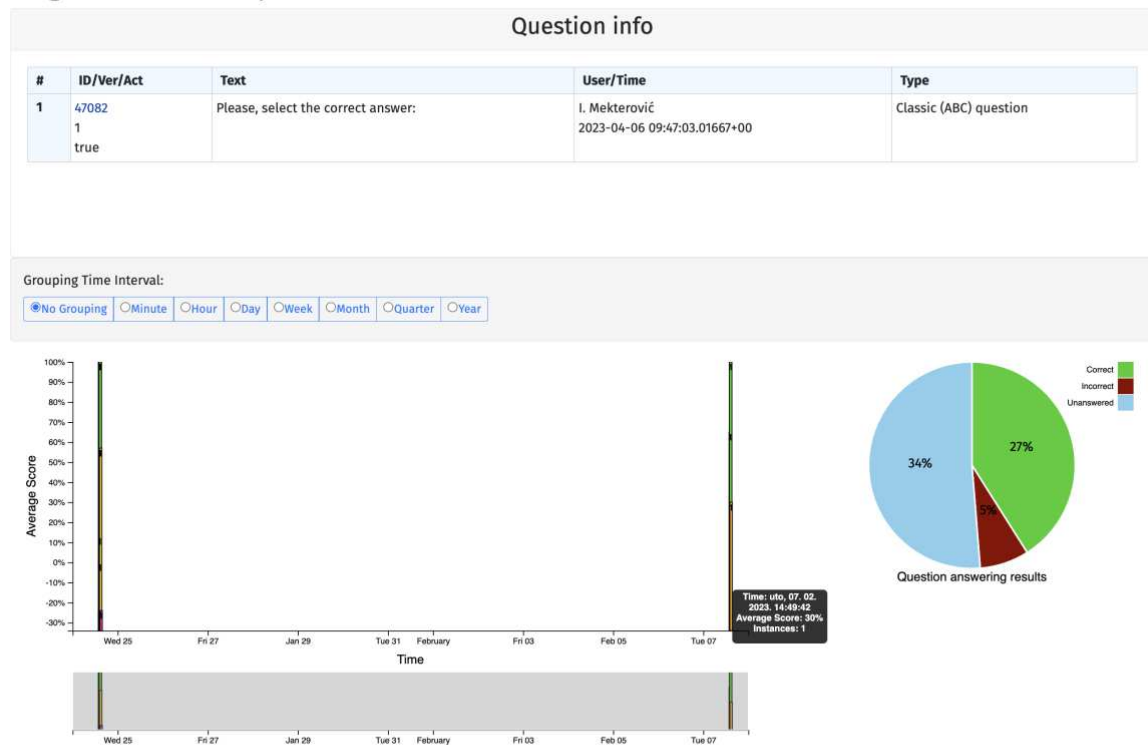 Question info
# ID/Ver/Act Text User/Time Type
1 47082 Please, select the correct answer: I. Mekterović Classic (ABC) question
1 2023-04-06 09:47:03.01667+00
true
Grouping Time Interval:
No Grouping Minute Hour Day Week Month Quarter Year
100%
90%
80%
70%
60%
50%
40%
30%
20%
10%
0%
-10%
-20%
-30%
Average Score
Wed 25 Fri 27 Jan 29 Tue 31 February Fri 03 Feb 05 Tue 07
Time
Time: uto, 07. 02.
2023. 14:49:42
Average Score: 30%
Instances: 1
Wed 25 Fri 27 Jan 29 Tue 31 February Fri 03 Feb 05 Tue 07
Correct
Incorrect
Unanswered
34%
27%
5%
Question answering results